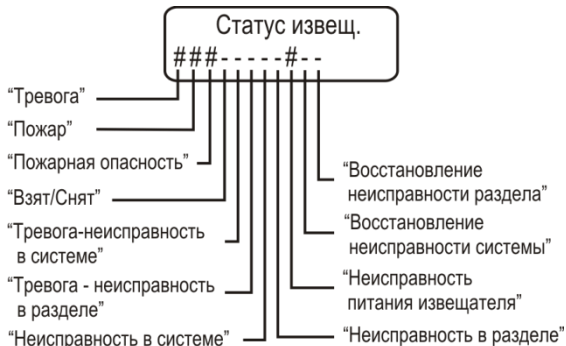 Статус извещ.
###-----#--
“Тревога”
“Пожар”
“Пожарная опасность”
“Взят/Снят”
“Тревога-неисправность
в системе”
“Тревога - неисправность
в разделе”
“Неисправность в системе”
“Восстановление
неисправности раздела”
“Восстановление
неисправности системы”
“Неисправность
питания извещателя”
“Неисправность в разделе”